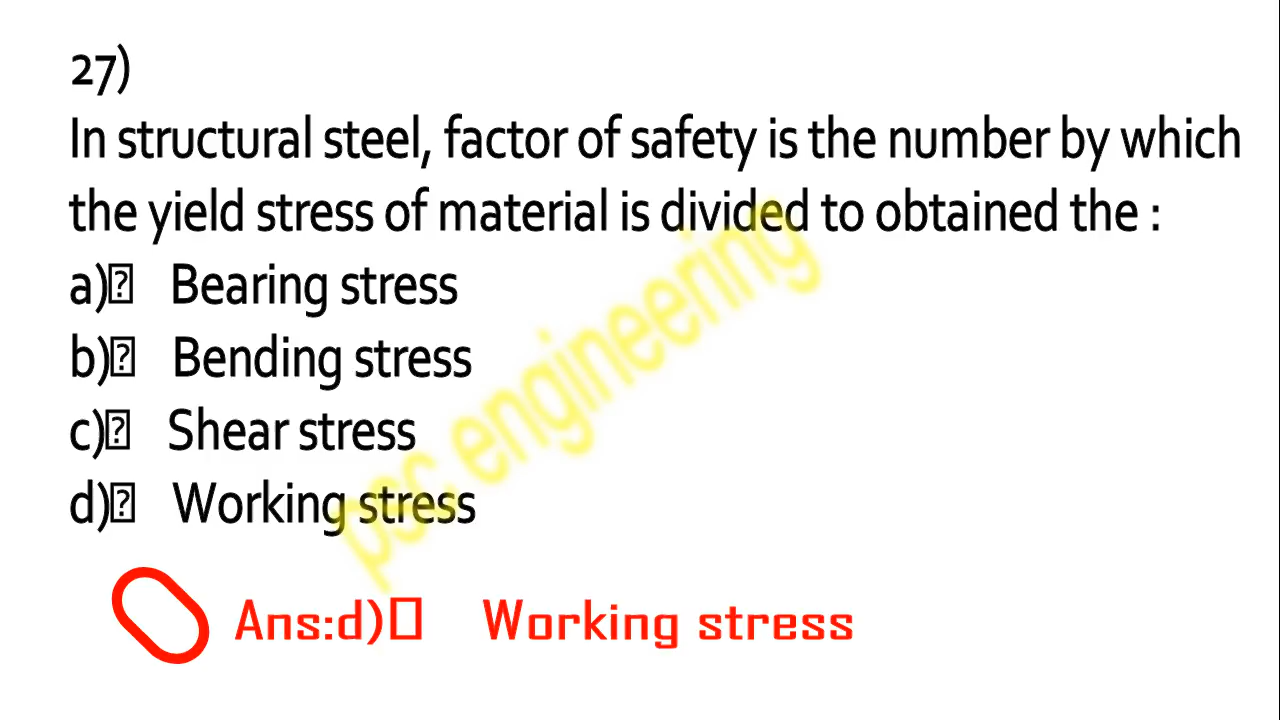 27)
In structural steel, factor of safety is the number by which
the yield stress of material is divided to obtained the :
a)⍰ Bearing stress
b)⍰ Bending stress
c)⍰ Shear stress
d)⍰ Working stress
psc engineering
Ans:d)▯ Working stress